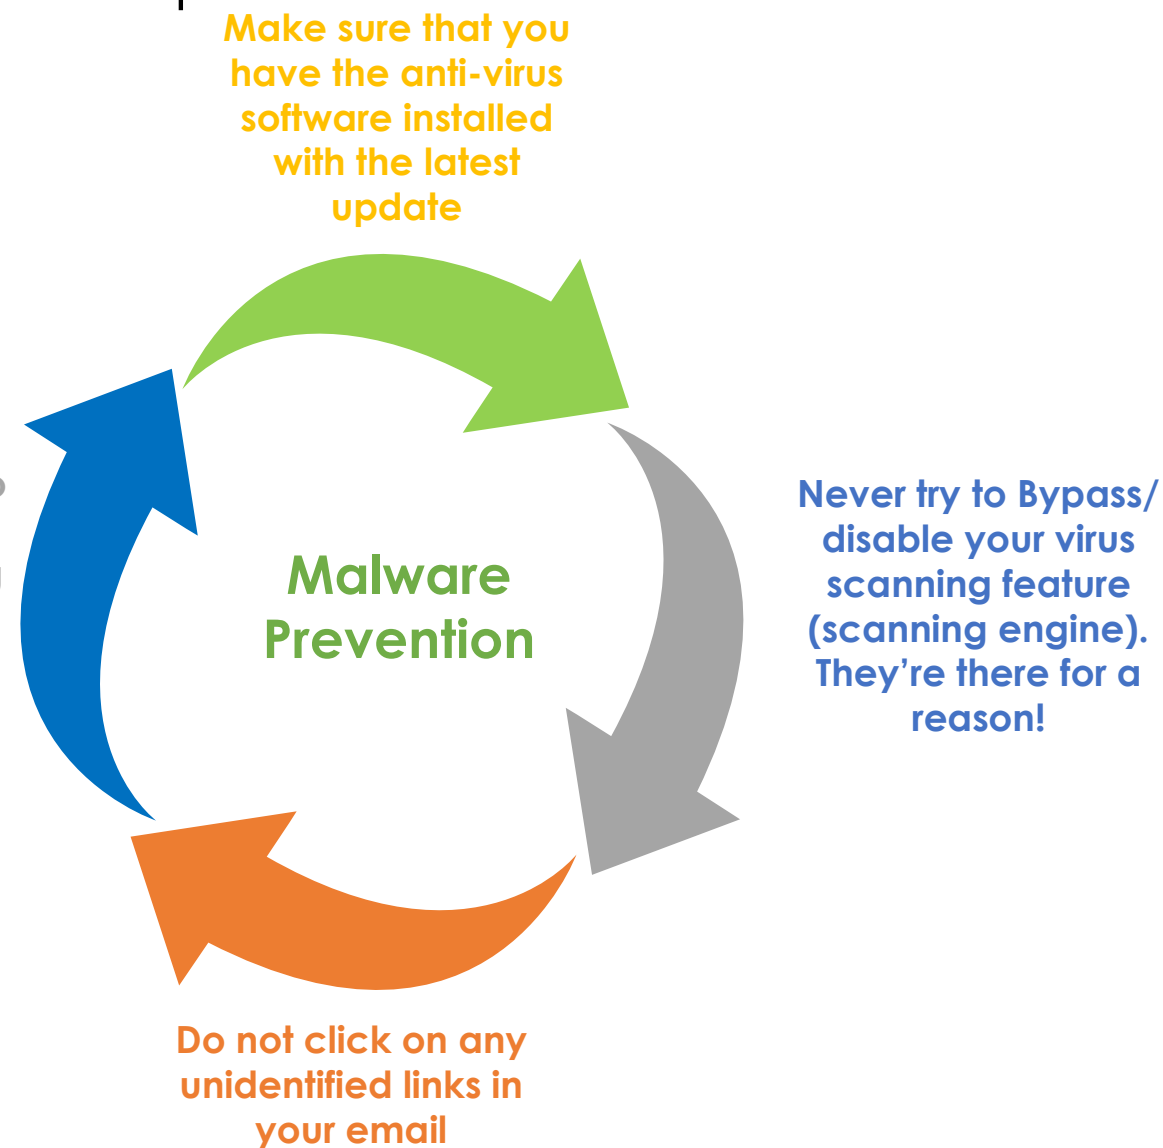 Make sure that you
have the anti-virus
software installed
with the latest
update
Malware
Prevention
Never try to Bypass/
disable your virus
scanning feature
(scanning engine).
They’re there for a
reason!
Do not click on any
unidentified links in
your email